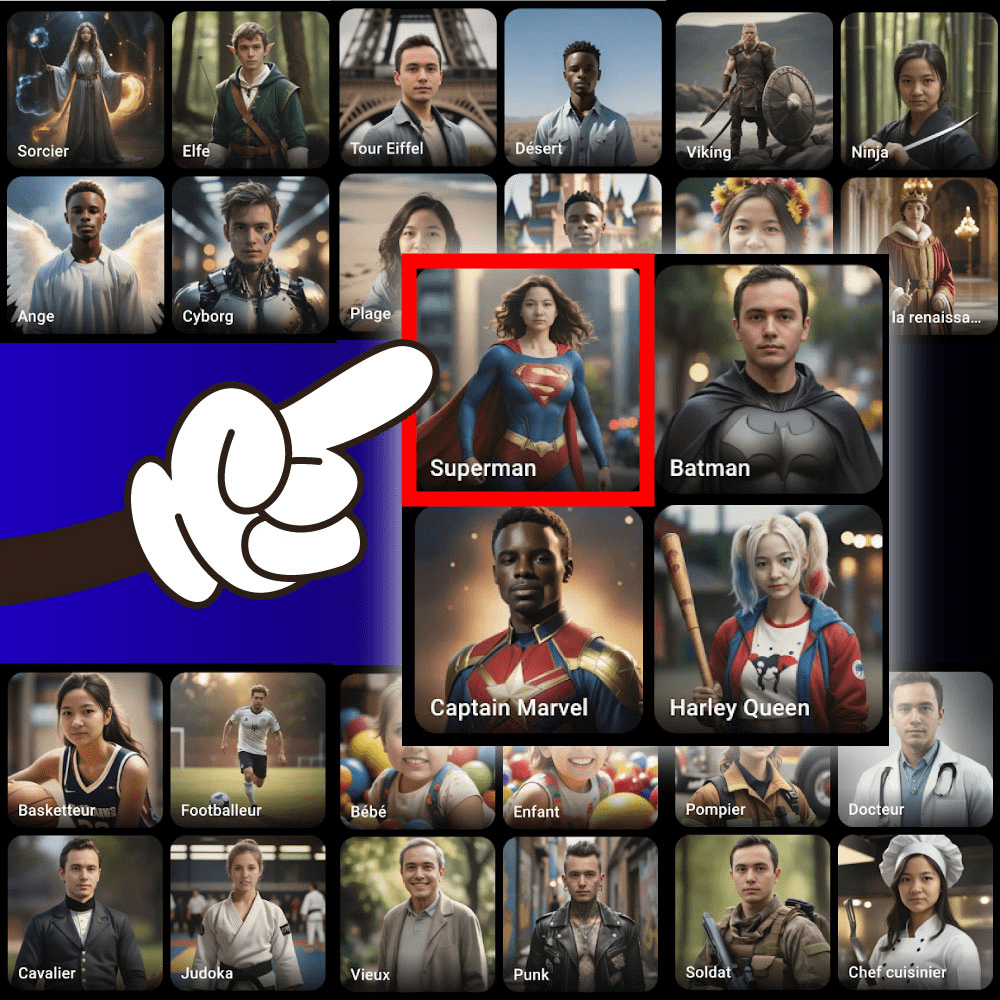 Sorcier
Elfe
Tour Eiffel
Désert
Viking
Ninja
Ange
Cyborg
Plage
la renaissa...
Superman
Batman
Captain Marvel
Harley Queen
Basketteur
Footballeur
Bébé
Enfant
Pompier
Docteur
Cavalier
Judoka
Vieux
Punk
Soldat
Chef cuisinier